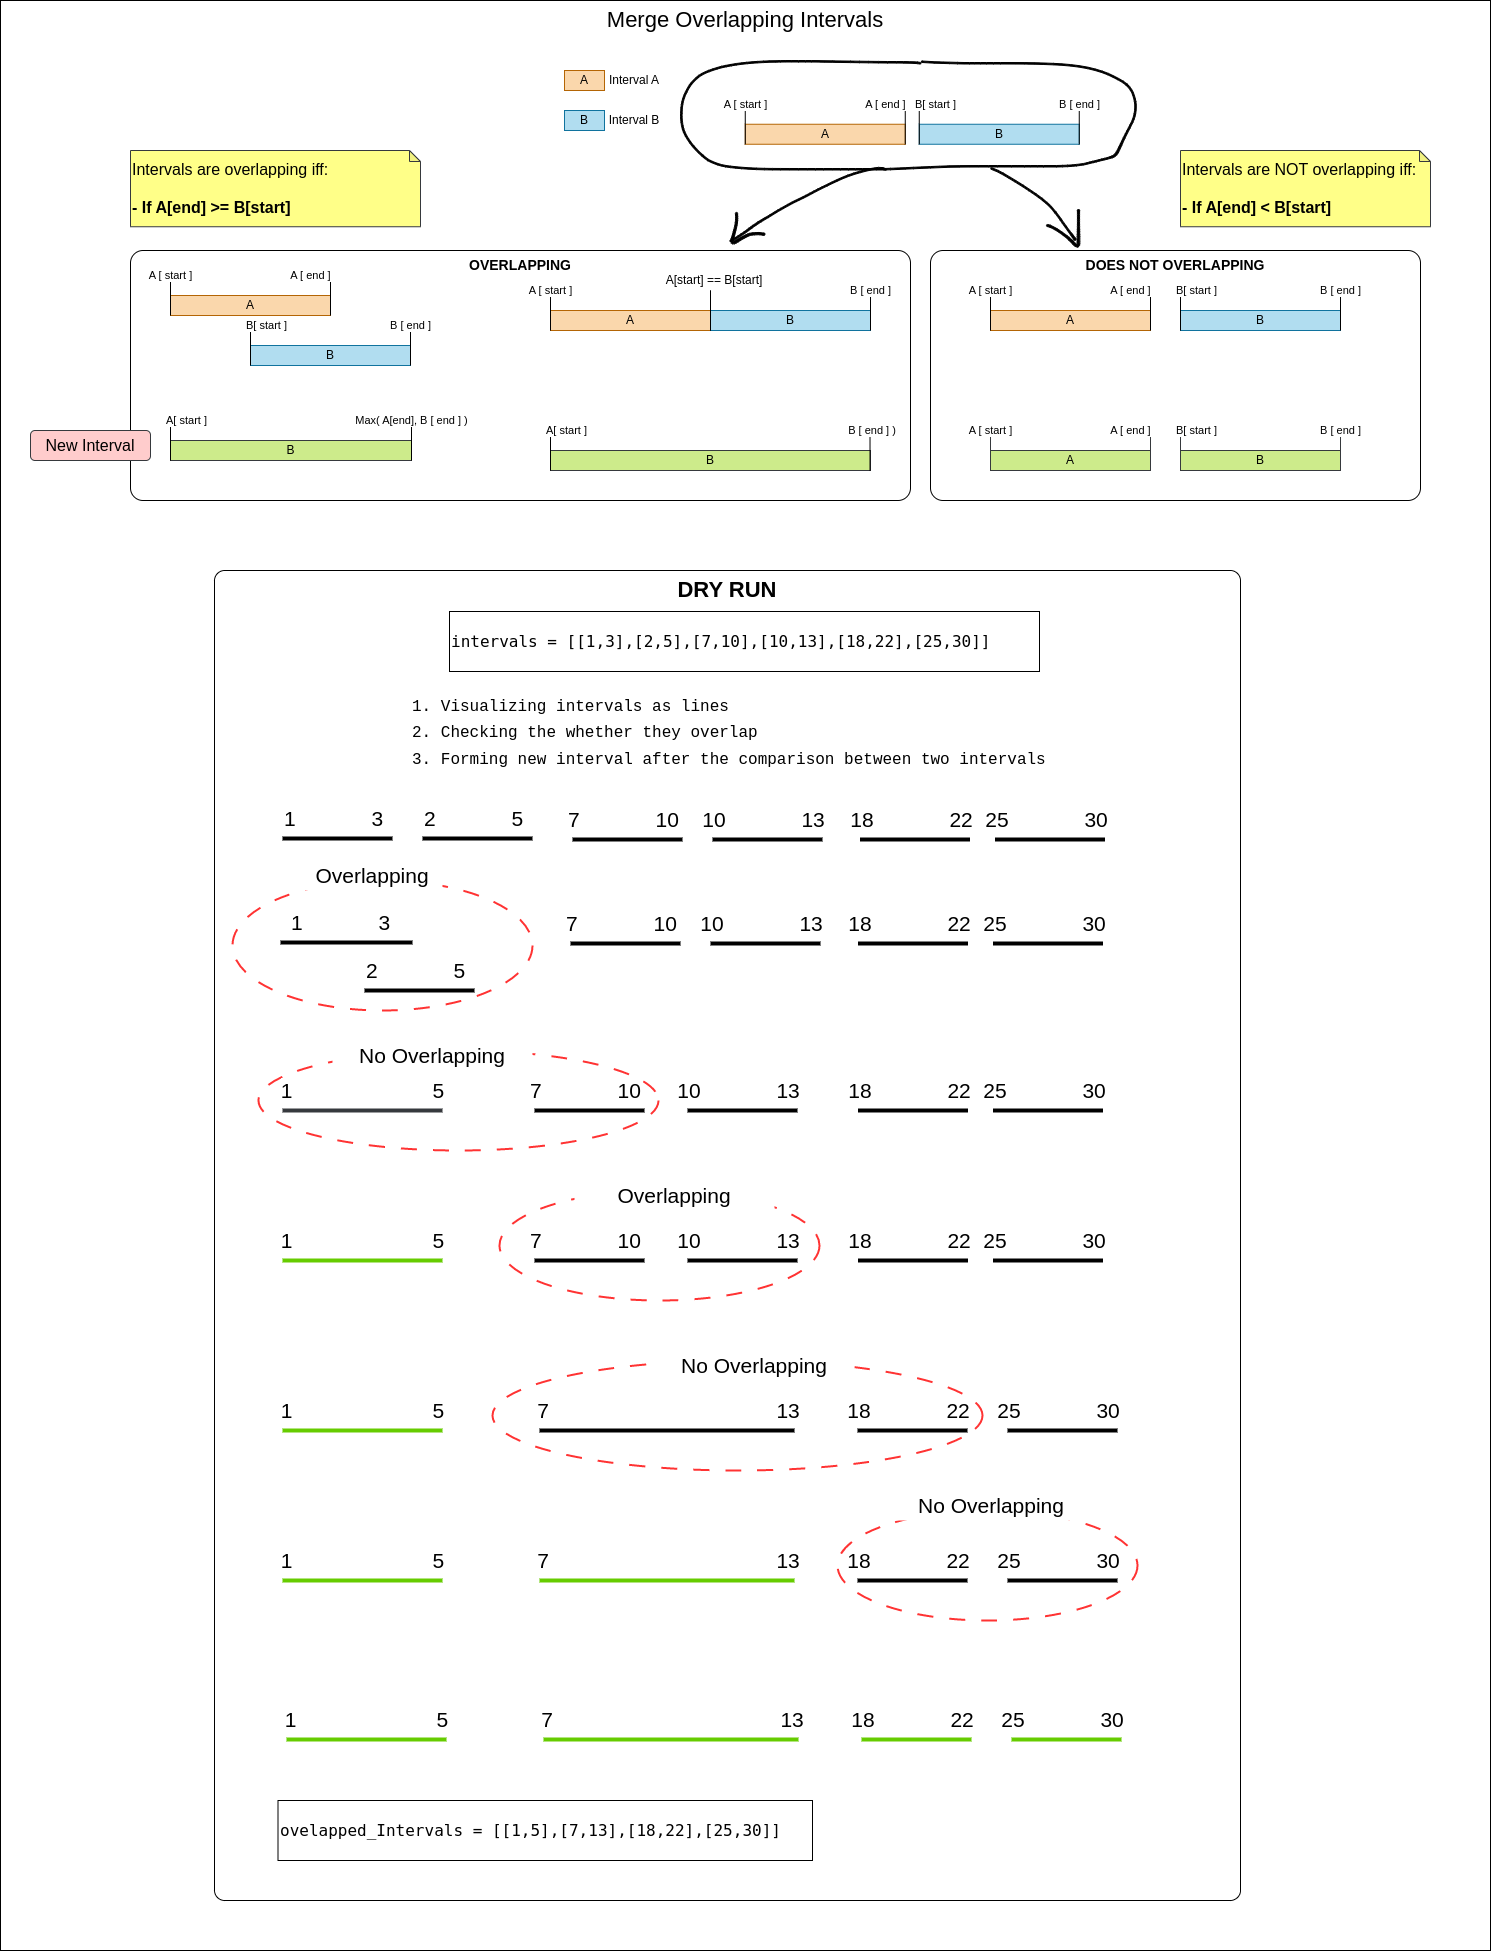 Merge Overlapping Intervals
A Interval A
B Interval B
A [ start ] A [ end ] B[ start ] B [ end ]
A B
Intervals are overlapping iff:
- If A[end] >= B[start]
Intervals are NOT overlapping iff:
- If A[end] < B[start]
OVERLAPPING
A [ start ] A [ end ]
A
B[ start ] B [ end ]
B
A[start] == B[start]
A [ start ] B [ end ]
A B
New Interval
A[ start ] Max( A[end], B [ end ] )
B
A[ start ] B [ end ] )
B
DOES NOT OVERLAPPING
A [ start ] A [ end ] B[ start ] B [ end ]
A B
A [ start ] A [ end ] B[ start ] B [ end ]
A B
DRY RUN
intervals = [[1,3],[2,5],[7,10],[10,13],[18,22],[25,30]]
1. Visualizing intervals as lines
2. Checking the whether they overlap
3. Forming new interval after the comparison between two intervals
1 3 2 5 7 10 10 13 18 22 25 30
Overlapping
1 3 7 10 10 13 18 22 25 30
2 5
No Overlapping
1 5 7 10 10 13 18 22 25 30
Overlapping
1 5 7 10 10 13 18 22 25 30
No Overlapping
1 5 7 13 18 22 25 30
No Overlapping
1 5 7 13 18 22 25 30
1 5 7 13 18 22 25 30
ovelapped_Intervals = [[1,5],[7,13],[18,22],[25,30]]